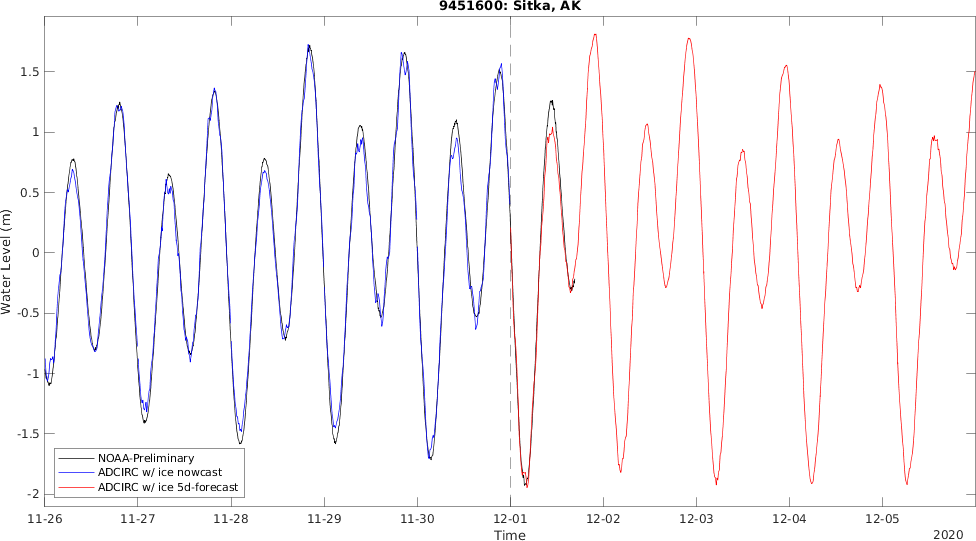 9451600: Sitka, AK
Water Level (m)
1.5
1
0.5
0
-0.5
-1
-1.5
-2
NOAA-Preliminary
ADCIRC w/ ice nowcast
ADCIRC w/ ice 5d-forecast
11-26 11-27 11-28 11-29 11-30 12-01 12-02 12-03 12-04 12-05
Time
2020